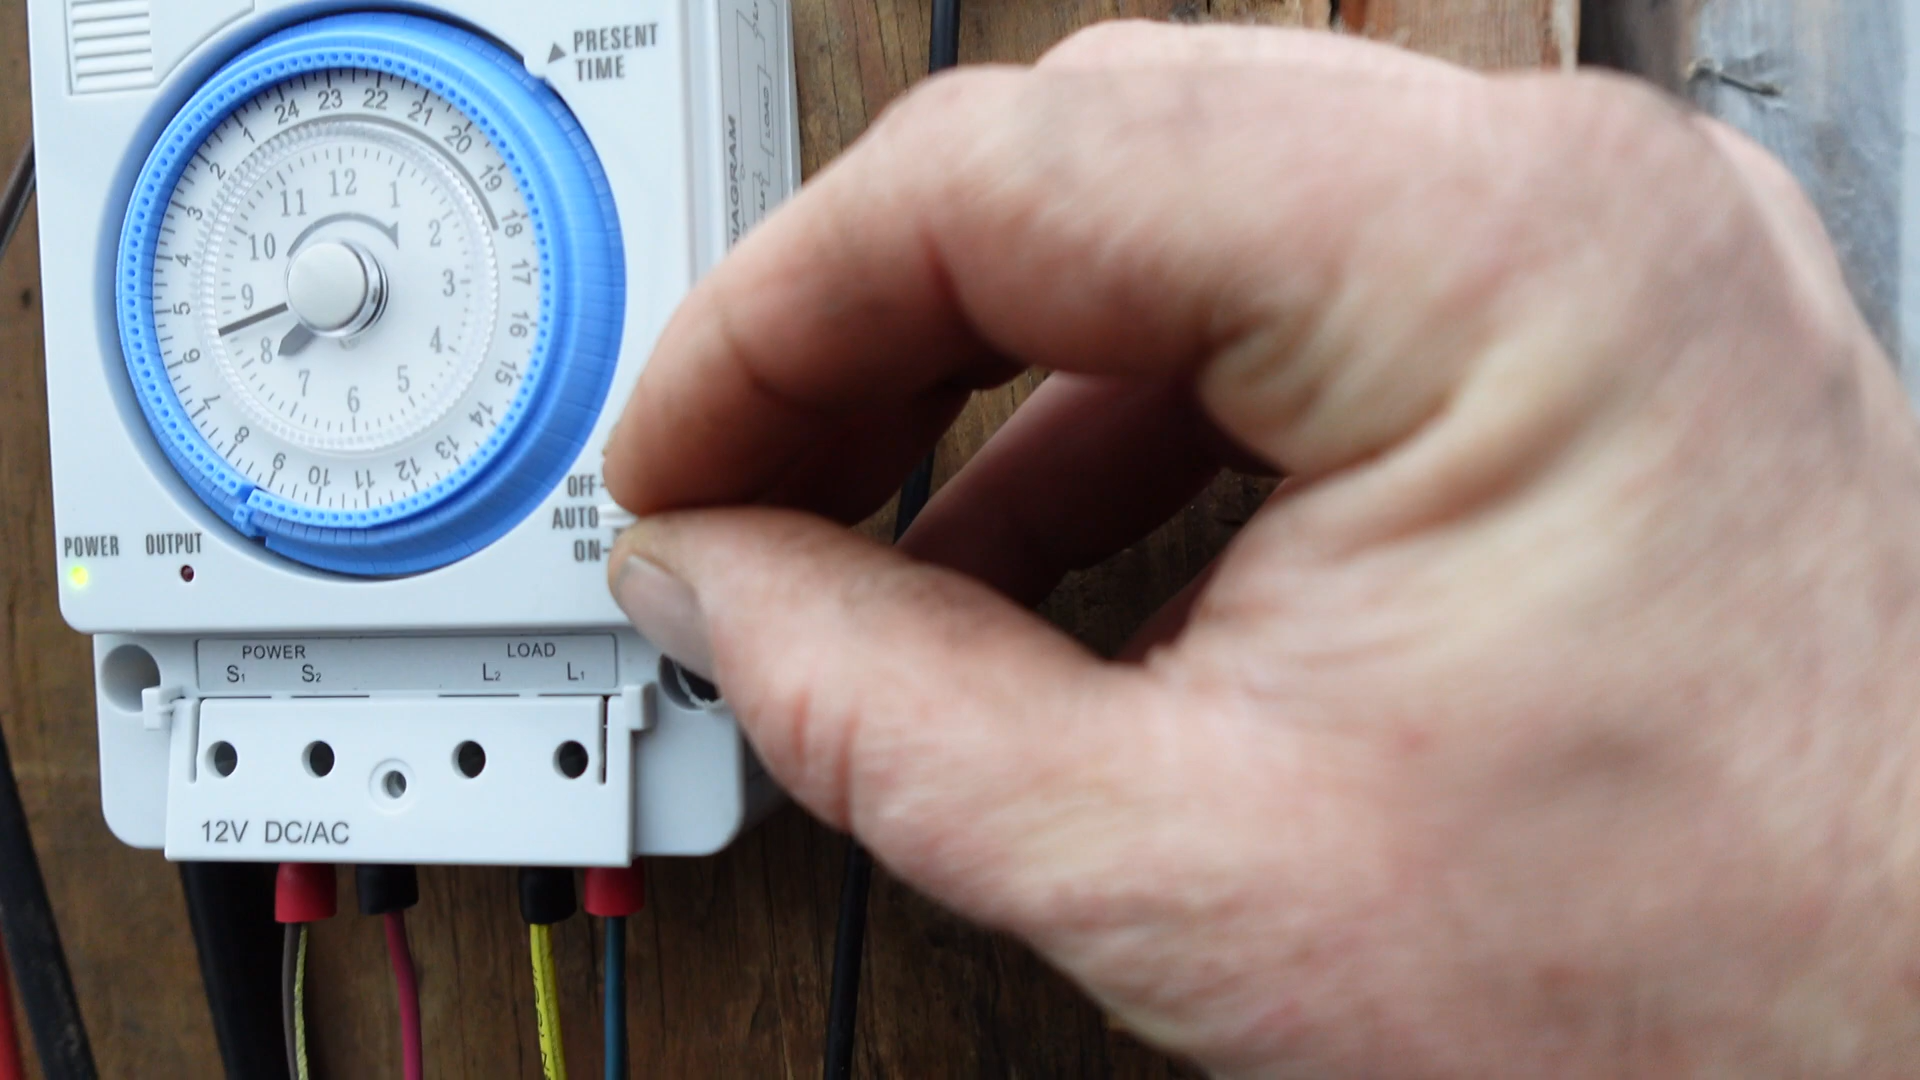 PRESENT
TIME
24 23 22 21 20 19 18 17 16 15 14 13 12 11 10 9 8 7 6 5 4 3 2 1
12 1 2 3 4 5 6 7 8 9 10 11
DIAGRAM
LOAD
OFF
AUTO
ON
POWER OUTPUT
POWER LOAD
S1 S2 L2 L1
12V DC/AC